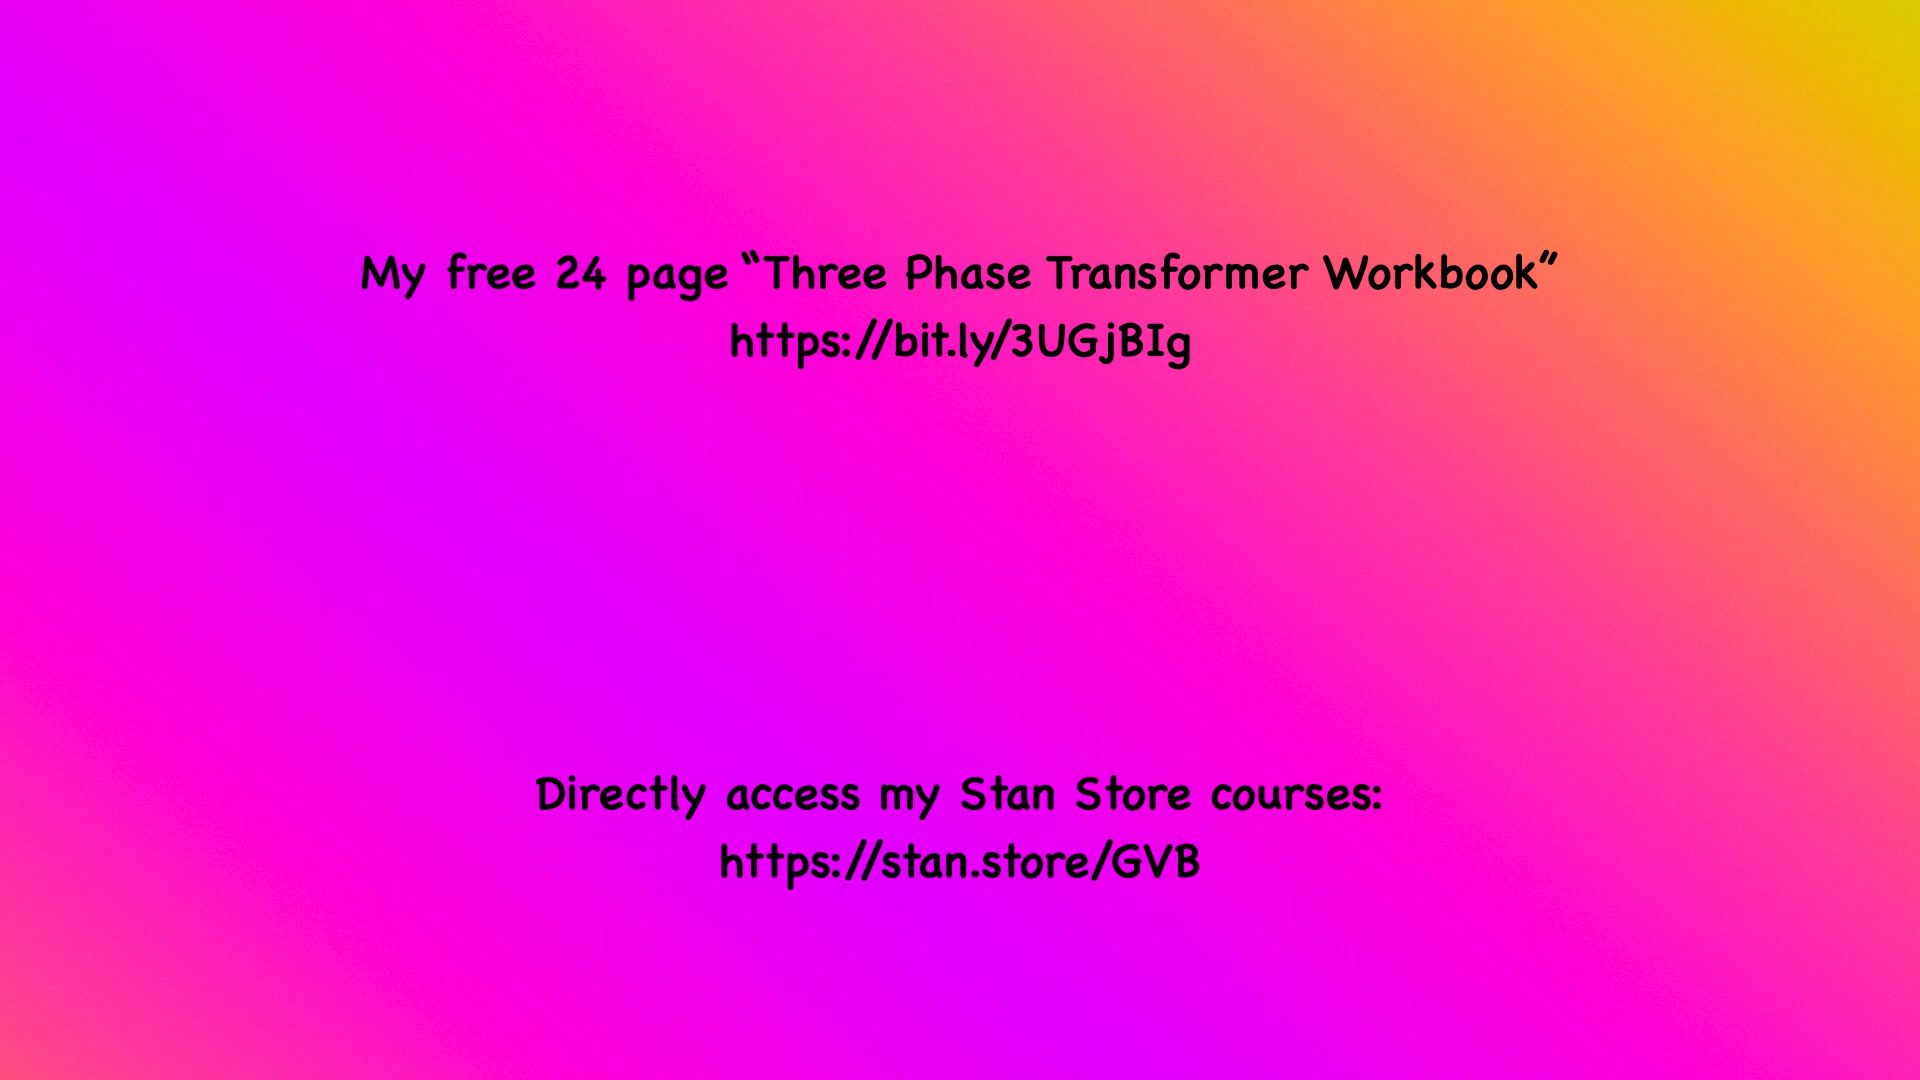 My free 24 page “Three Phase Transformer Workbook”
https://bit.ly/3UGjBIg
Directly access my Stan Store courses:
https://stan.store/GVB